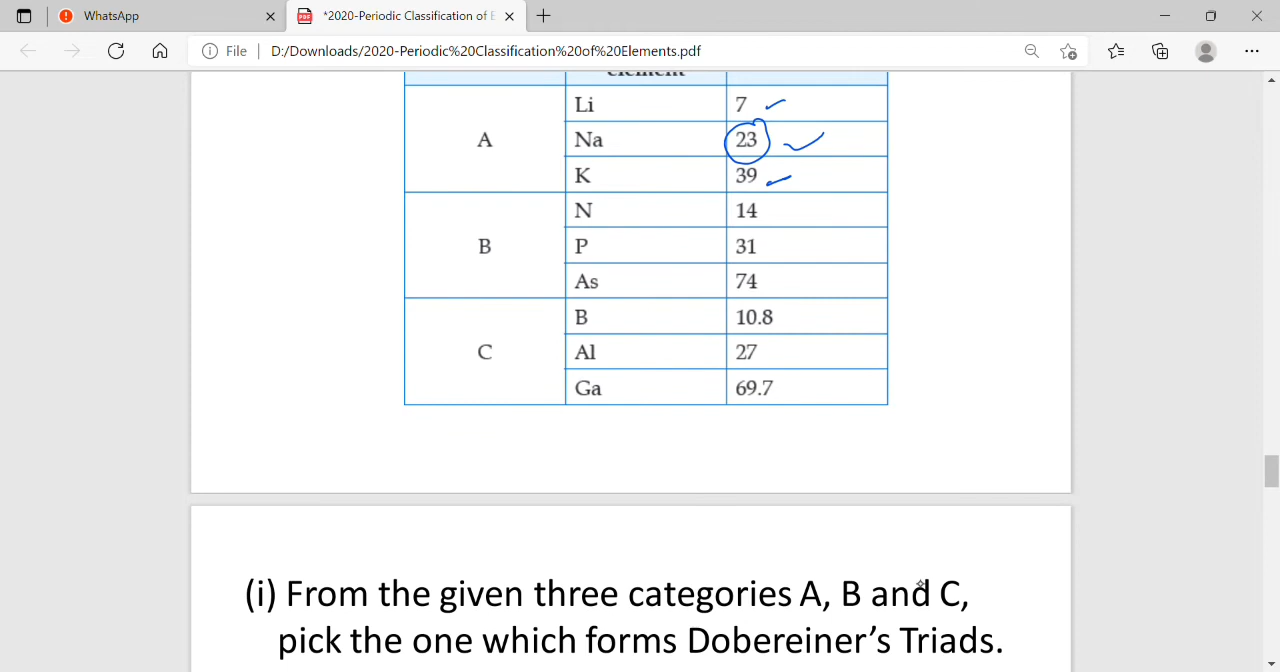 WhatsApp
*2020-Periodic Classification of E
File D:/Downloads/2020-Periodic%20Classification%20of%20Elements.pdf
element
A
Li 7
Na 23
K 39
B
N 14
P 31
As 74
C
B 10.8
Al 27
Ga 69.7
(i) From the given three categories A, B and C,
pick the one which forms Dobereiner’s Triads.